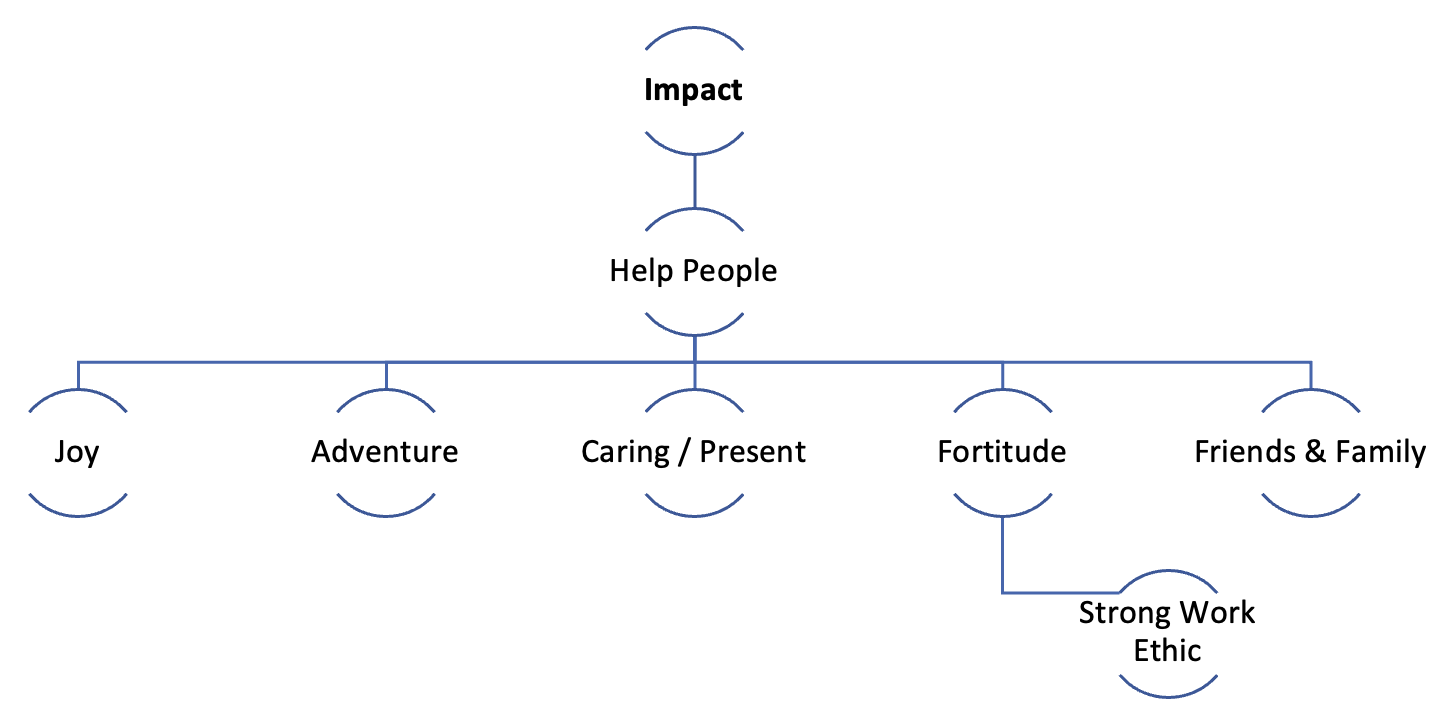 Impact
Help People
Joy
Adventure
Caring / Present
Fortitude
Friends & Family
Strong Work
Ethic